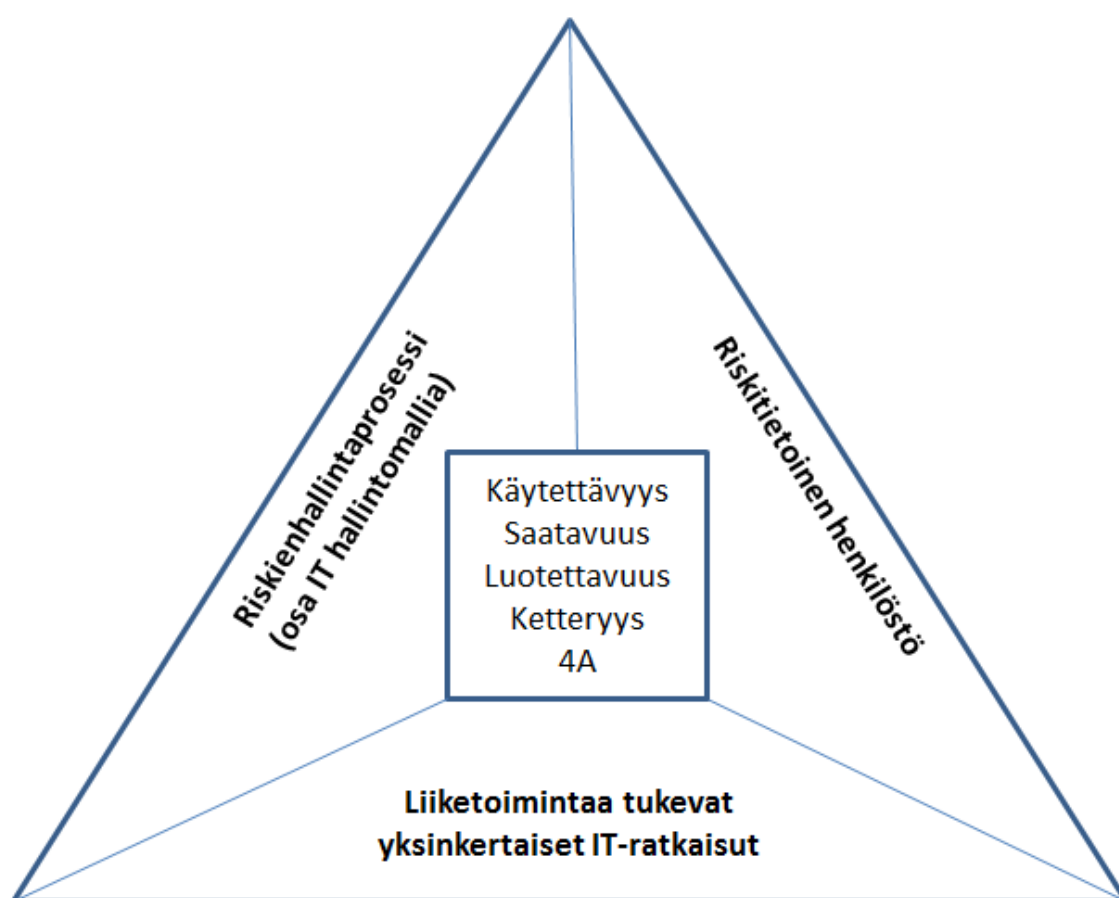 Riskienhallintaprosessi
(osa IT hallintomallia)
Riskitietoinen henkilöstö
Käytettävyys
Saatavuus
Luotettavuus
Ketteryys
4A
Liiketoimintaa tukevat
yksinkertaiset IT-ratkaisut